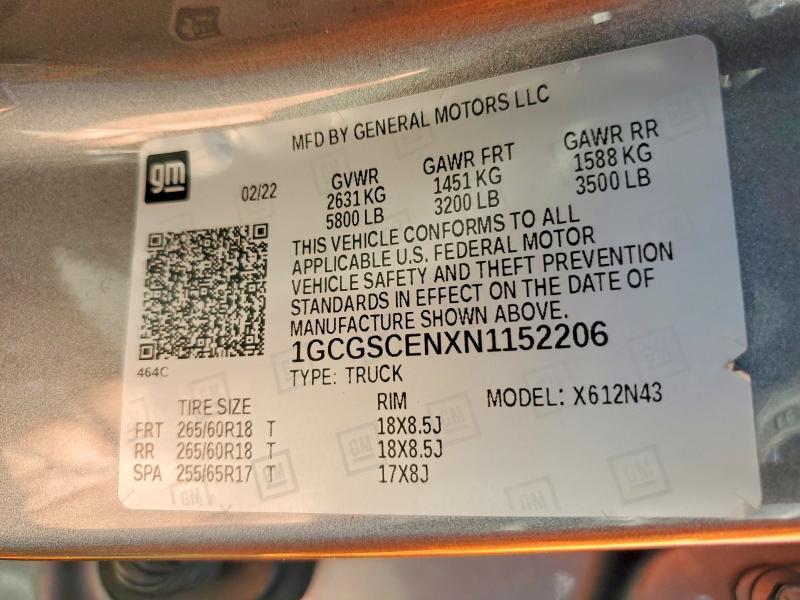 MFD BY GENERAL MOTORS LLC
gm
02/22
GVWR
2631 KG
5800 LB
GAWR FRT
1451 KG
3200 LB
GAWR RR
1588 KG
3500 LB
THIS VEHICLE CONFORMS TO ALL
APPLICABLE U.S. FEDERAL MOTOR
VEHICLE SAFETY AND THEFT PREVENTION
STANDARDS IN EFFECT ON THE DATE OF
MANUFACTURE SHOWN ABOVE.
1GCGSCENXN1152206
464C
TYPE: TRUCK
MODEL: X612N43
TIRE SIZE RIM
FRT 265/60R18 T 18X8.5J
RR 265/60R18 T 18X8.5J
SPA 255/65R17 T 17X8J